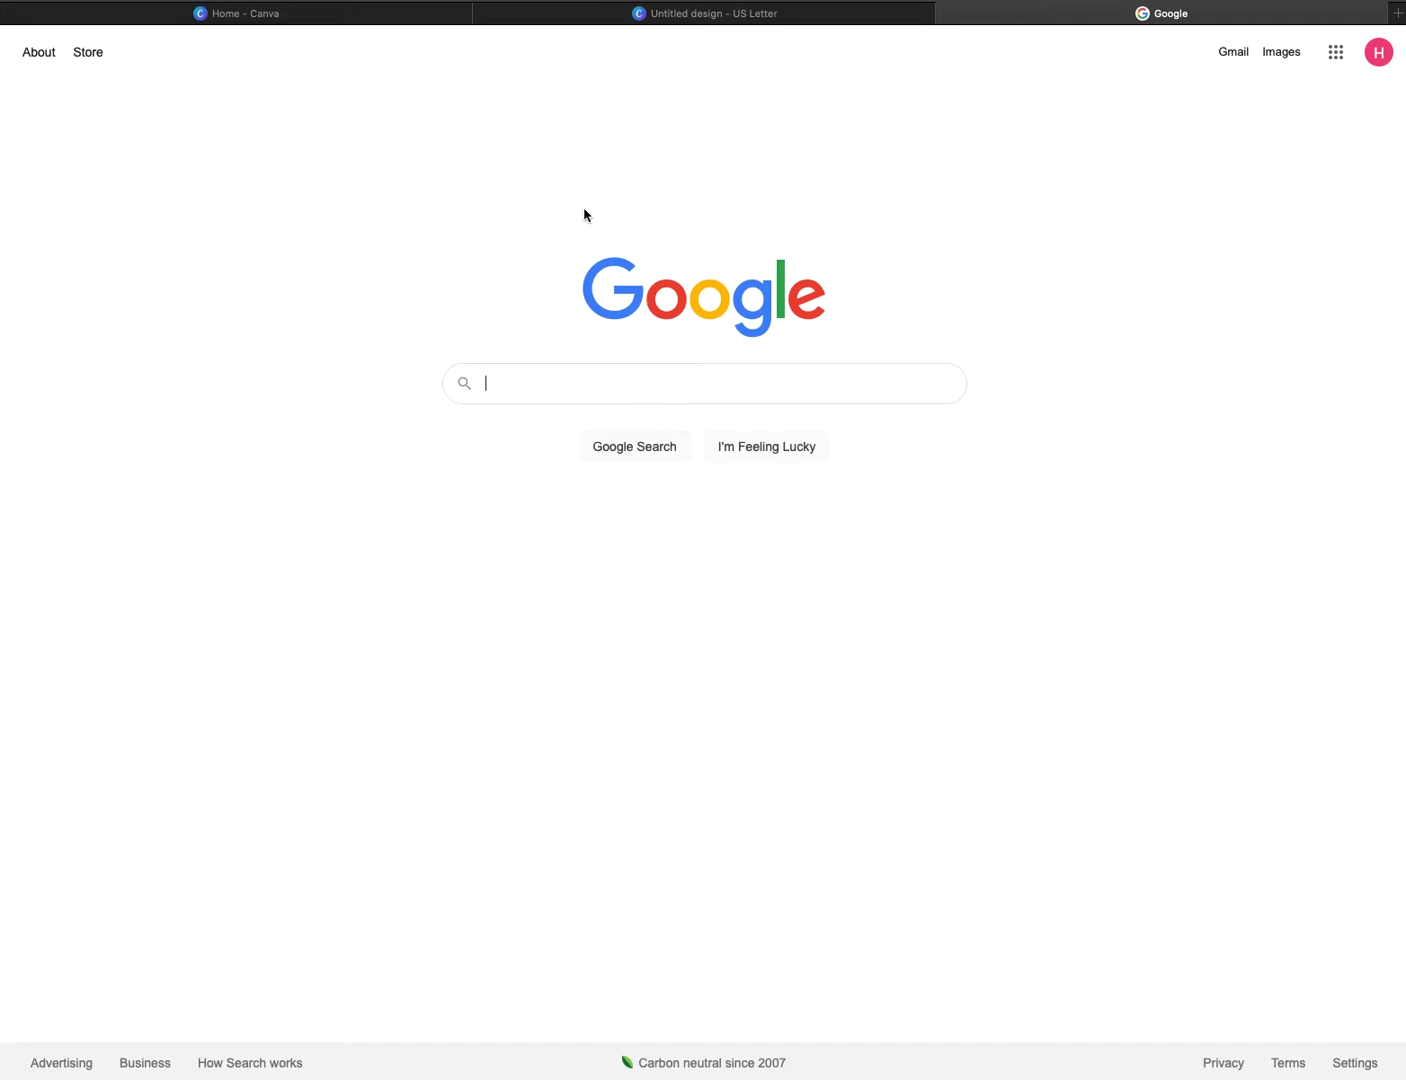 Home - Canva
Untitled design - US Letter
Google
About
Store
Gmail
Images
H
Google
Google Search
I'm Feeling Lucky
Advertising
Business
How Search works
Carbon neutral since 2007
Privacy
Terms
Settings